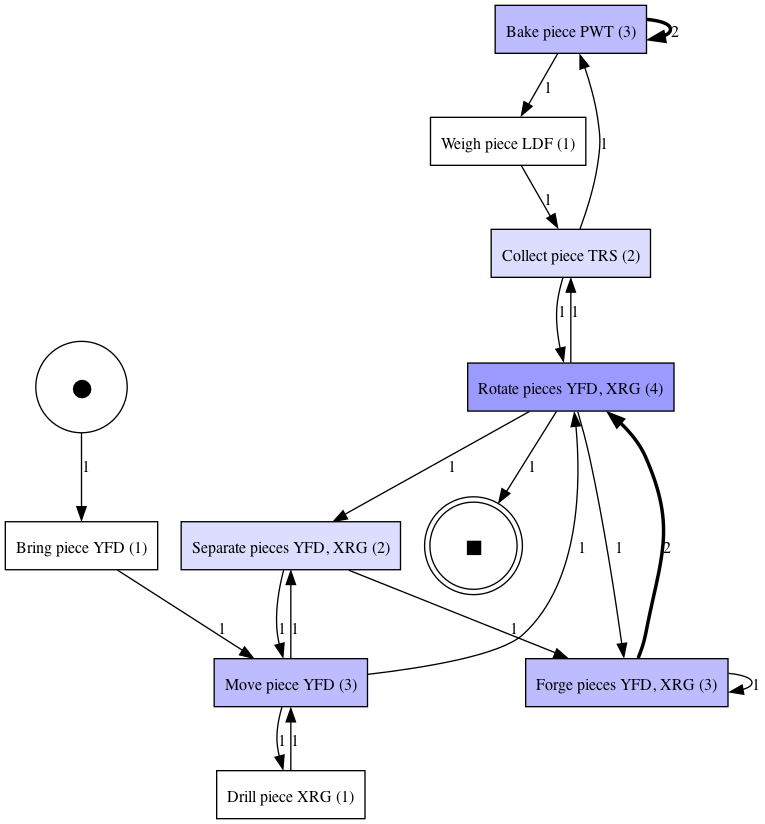 Bake piece PWT (3)
2
1
Weigh piece LDF (1)
1
1
Collect piece TRS (2)
1
1
Rotate pieces YFD, XRG (4)
1
1
1
Bring piece YFD (1)
Separate pieces YFD, XRG (2)
1
1
2
1
1
1
1
Move piece YFD (3)
Forge pieces YFD, XRG (3)
1
1
1
Drill piece XRG (1)